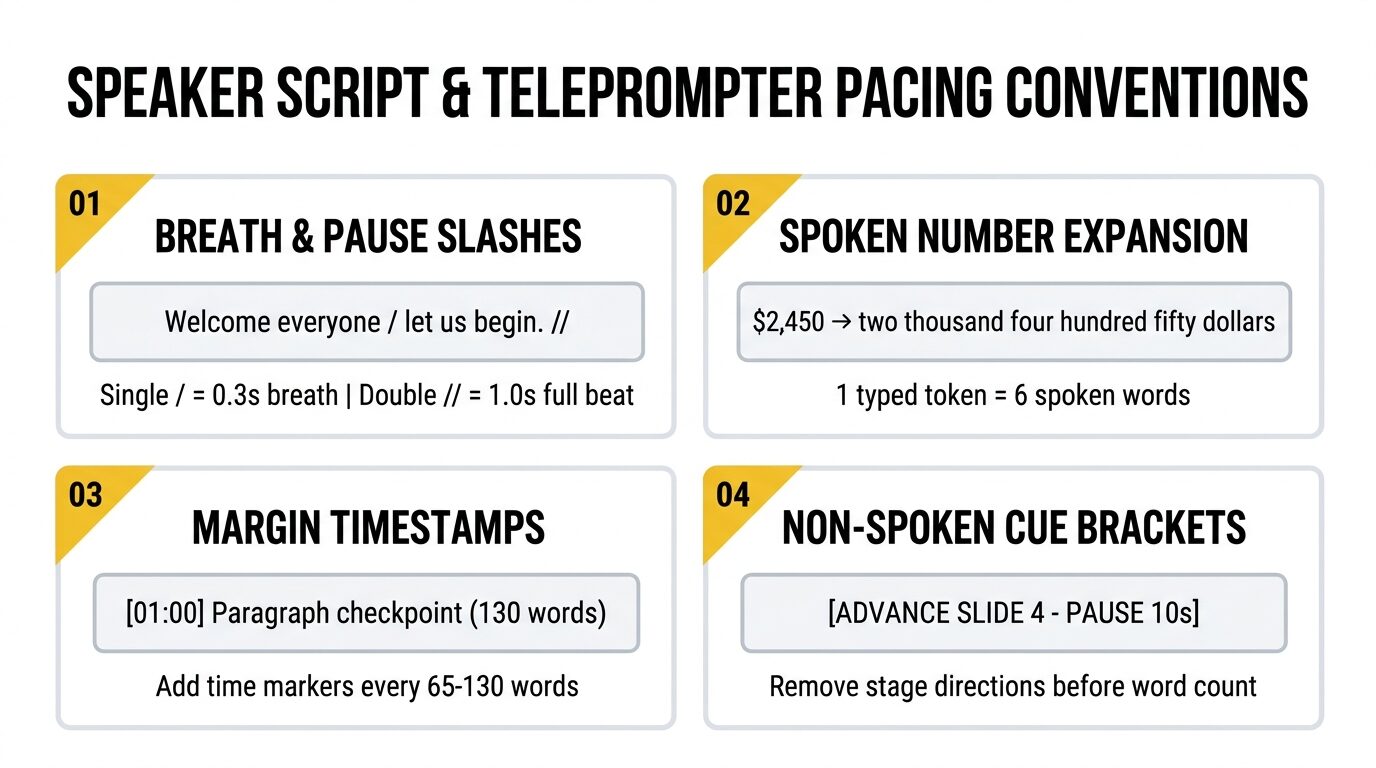 SPEAKER SCRIPT & TELEPROMPTER PACING CONVENTIONS
01
BREATH & PAUSE SLASHES
Welcome everyone / let us begin. //
Single / = 0.3s breath | Double // = 1.0s full beat
02
SPOKEN NUMBER EXPANSION
$2,450 → two thousand four hundred fifty dollars
1 typed token = 6 spoken words
03
MARGIN TIMESTAMPS
[01:00] Paragraph checkpoint (130 words)
Add time markers every 65-130 words
04
NON-SPOKEN CUE BRACKETS
[ADVANCE SLIDE 4 - PAUSE 10s]
Remove stage directions before word count